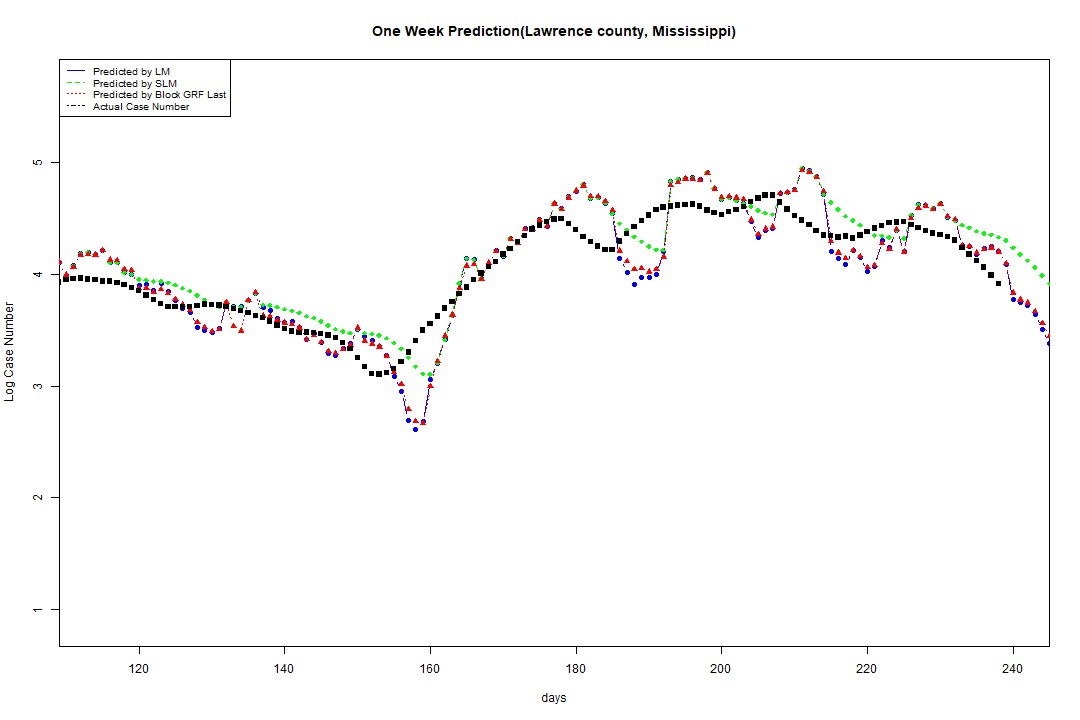 One Week Prediction(Lawrence county, Mississippi)
Predicted by LM
Predicted by SLM
Predicted by Block GRF Last
Actual Case Number
5
4
3
2
1
Log Case Number
120 140 160 180 200 220 240
days